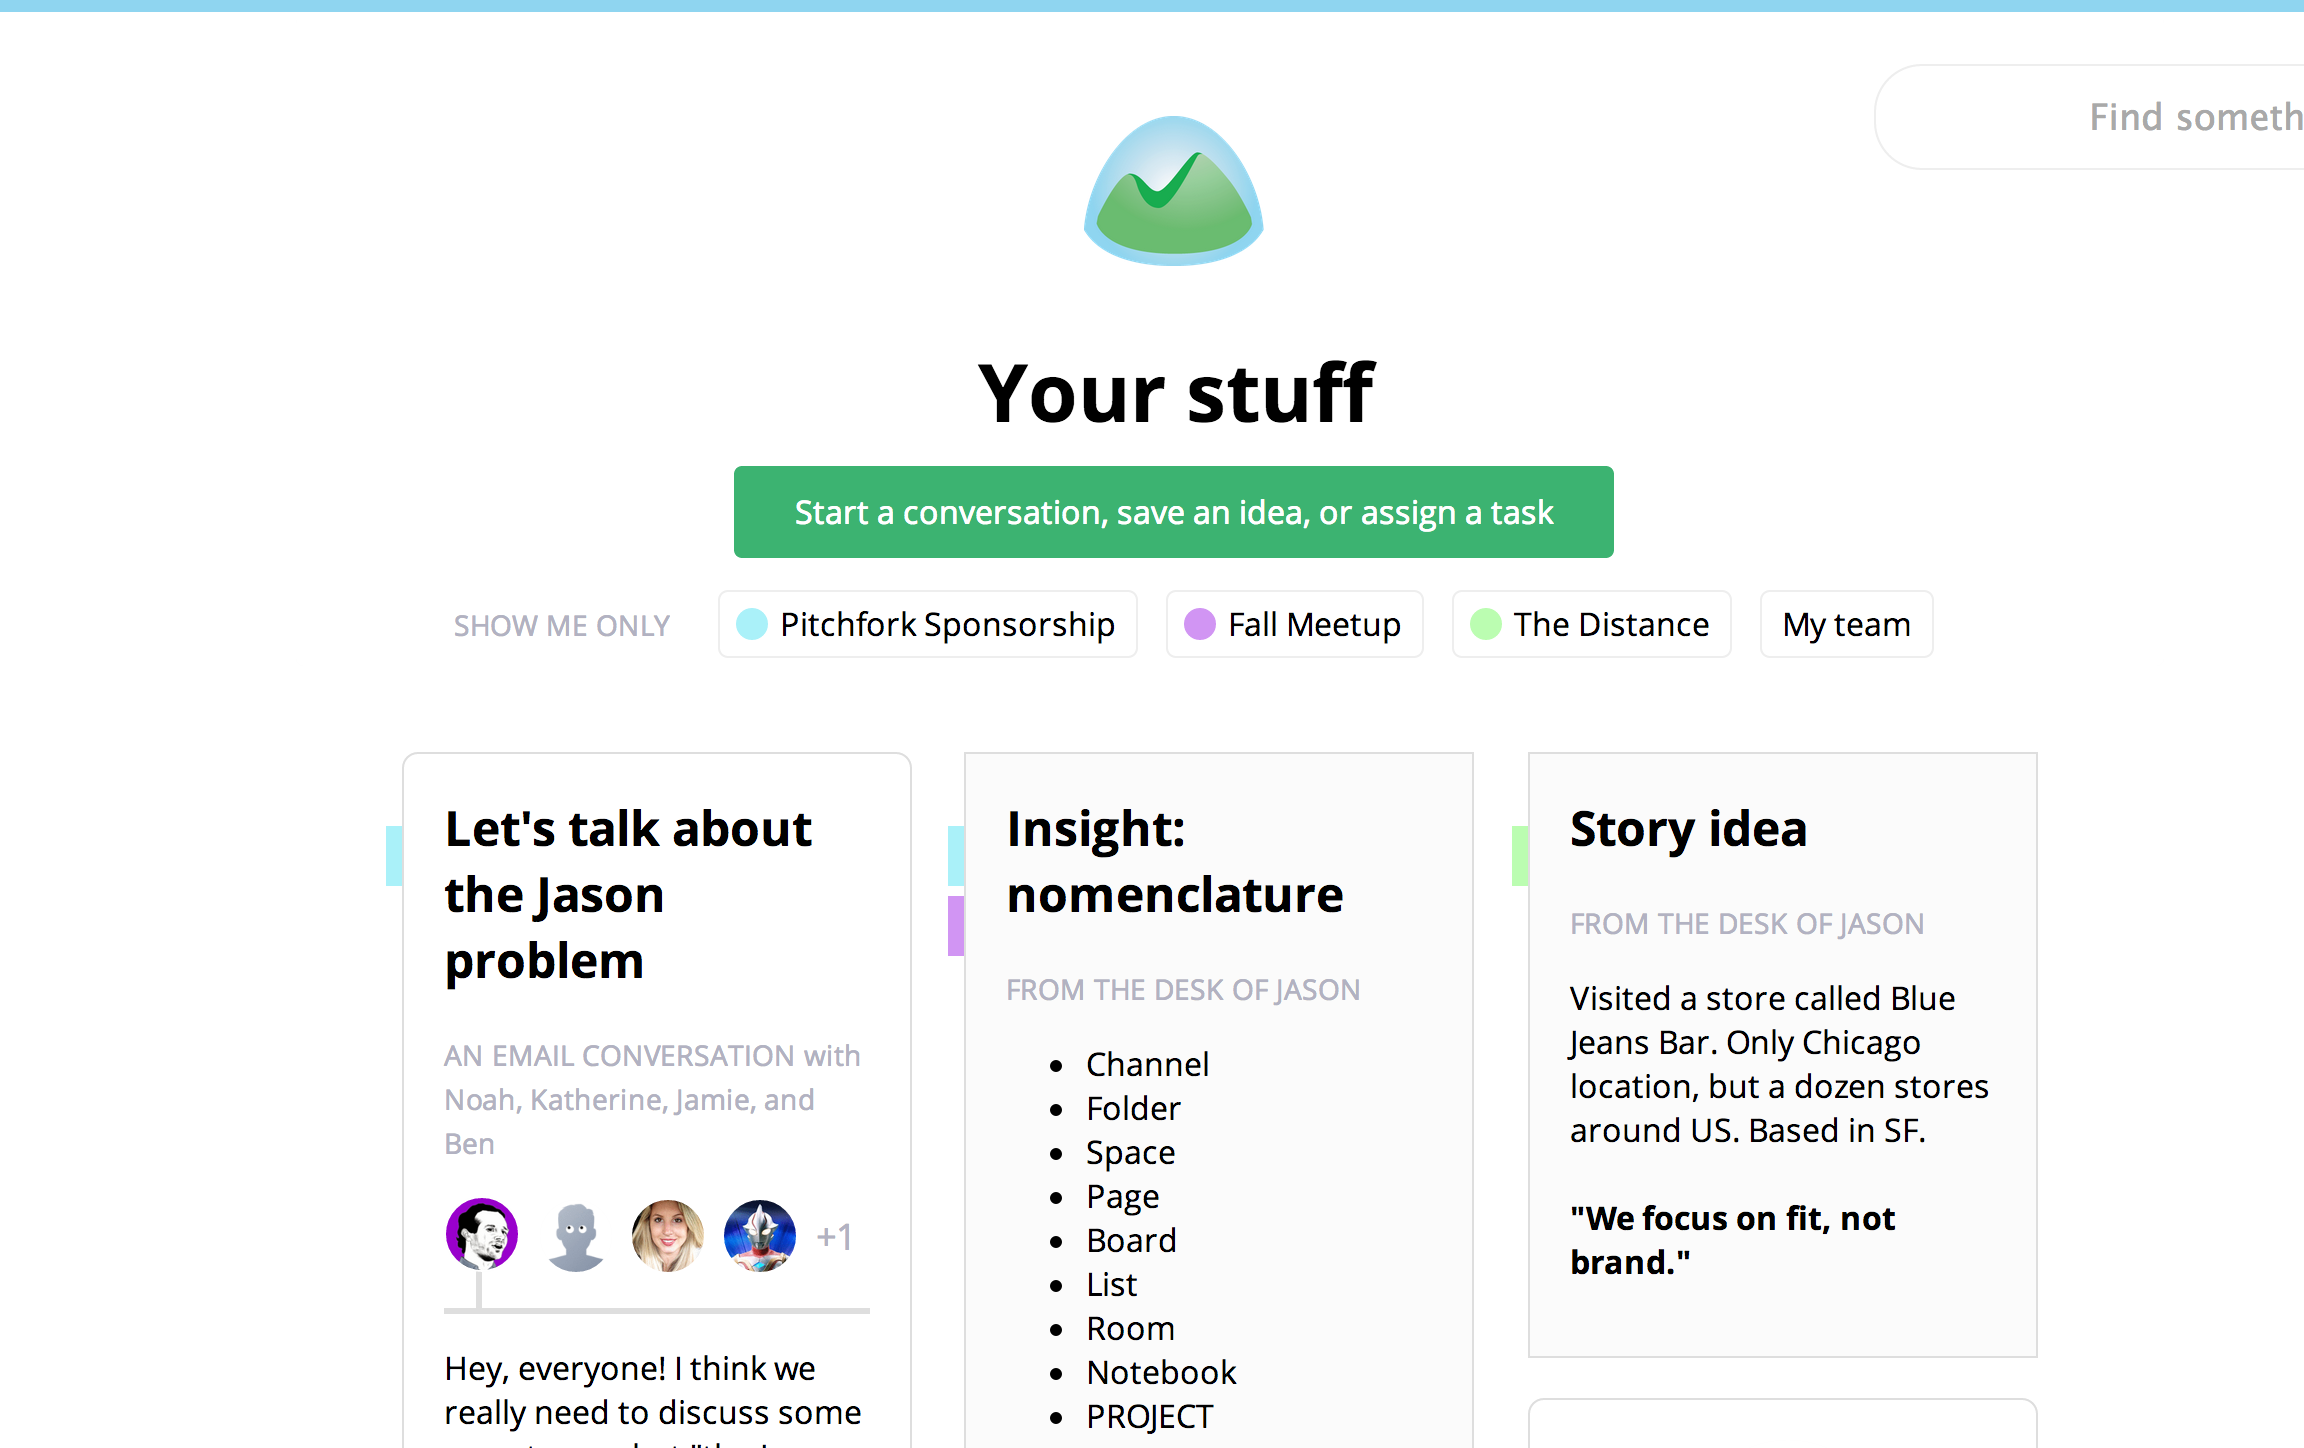 Find someth
Your stuff
Start a conversation, save an idea, or assign a task
SHOW ME ONLY
Pitchfork Sponsorship
Fall Meetup
The Distance
My team
Let's talk about
the Jason
problem
AN EMAIL CONVERSATION with
Noah, Katherine, Jamie, and
Ben
+1
Hey, everyone! I think we
really need to discuss some
Insight:
nomenclature
FROM THE DESK OF JASON
Channel
Folder
Space
Page
Board
List
Room
Notebook
PROJECT
Story idea
FROM THE DESK OF JASON
Visited a store called Blue
Jeans Bar. Only Chicago
location, but a dozen stores
around US. Based in SF.
"We focus on fit, not
brand."